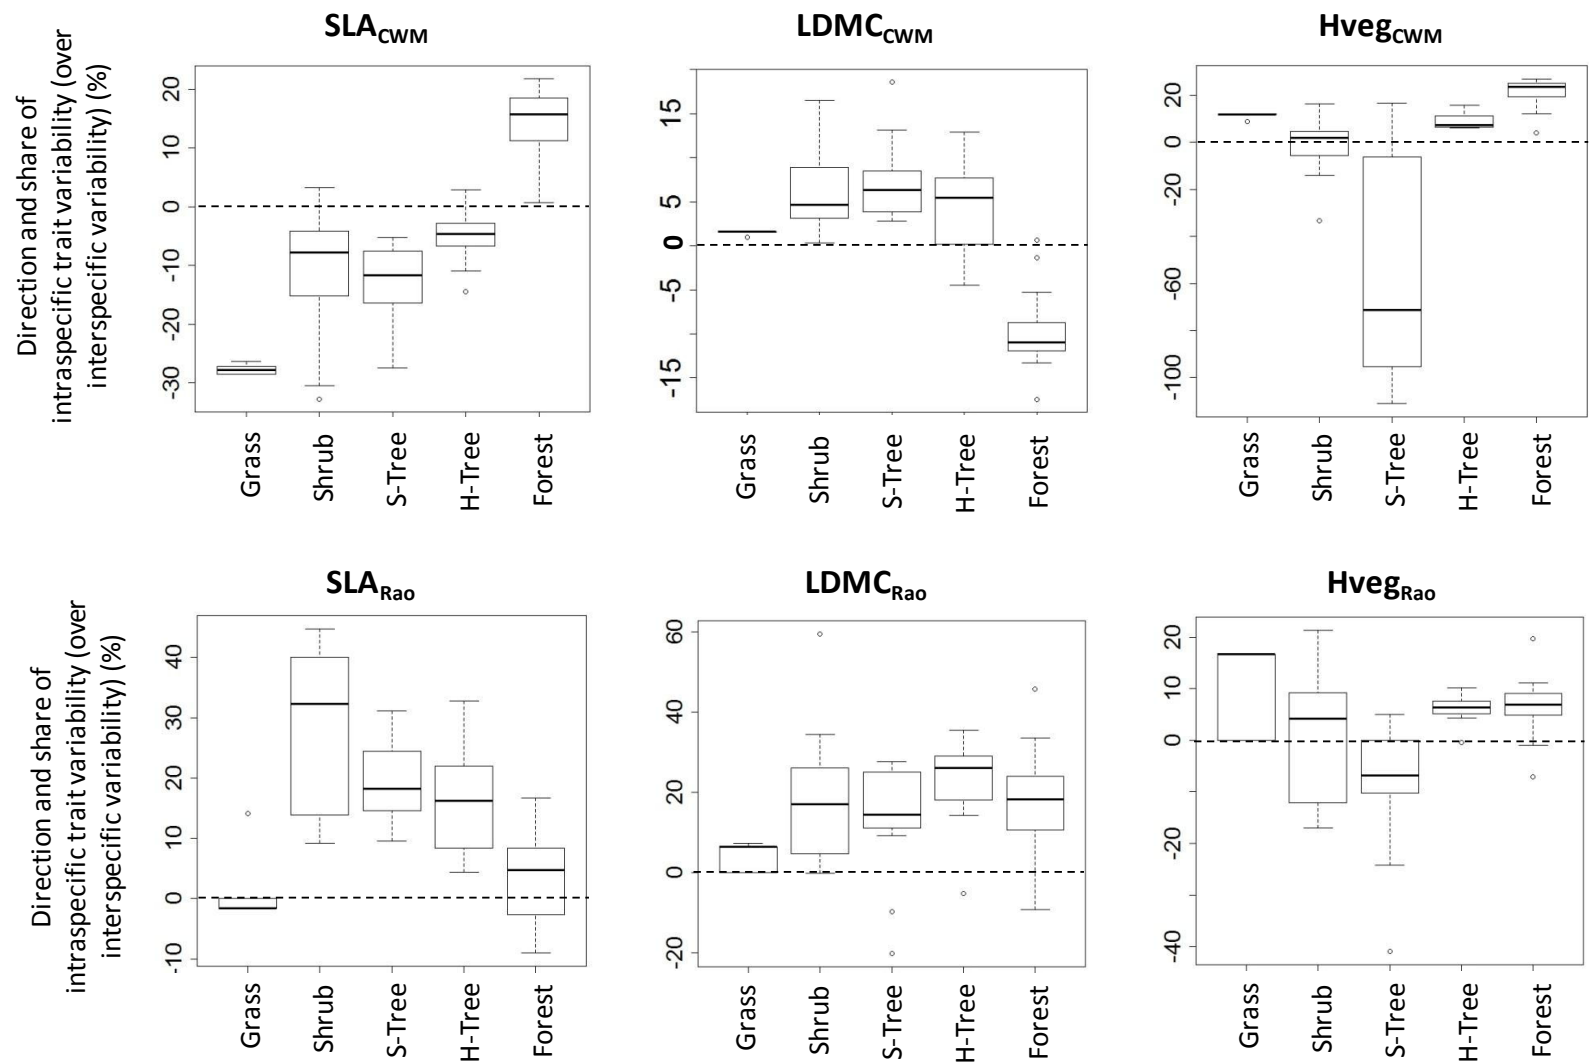 SLACWM
LDMCCWM
HvegCWM
Direction and share of
intraspecific trait variability (over
interspecific variability) (%)
20
10
0
-10
-20
-30
Grass
Shrub
S-Tree
H-Tree
Forest
15
5
0
-5
-15
Grass
Shrub
S-Tree
H-Tree
Forest
20
0
-20
-60
-100
Grass
Shrub
S-Tree
H-Tree
Forest
SLARao
LDMCRao
HvegRao
Direction and share of
intraspecific trait variability (over
interspecific variability) (%)
40
30
20
10
0
-10
Grass
Shrub
S-Tree
H-Tree
Forest
60
40
20
0
-20
Grass
Shrub
S-Tree
H-Tree
Forest
20
10
0
-20
-40
Grass
Shrub
S-Tree
H-Tree
Forest